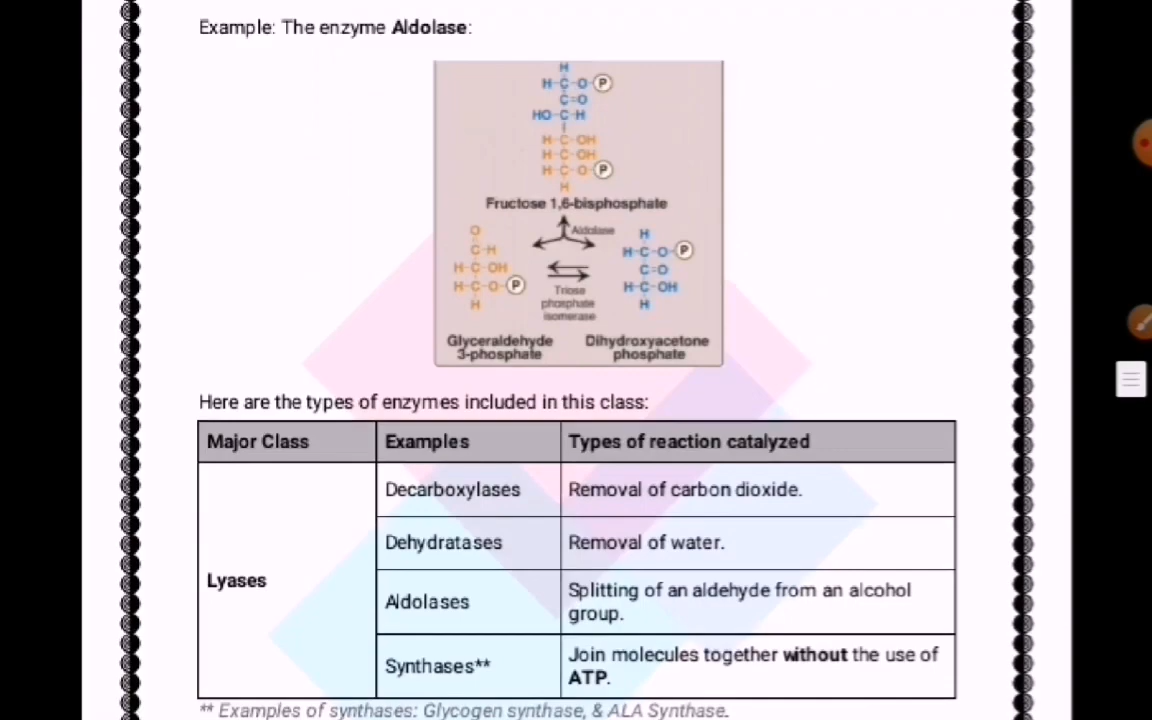 Example: The enzyme Aldolase:
H
H-C-O-P
C=O
HO-C-H
H-C-OH
H-C-OH
H-C-O-P
H
Fructose 1,6-bisphosphate
Aldolase
O
C-H
H-C-OH
H-C-O-P
H
Triose
phosphate
isomerase
H
H-C-O-P
C=O
H-C-OH
H
Glyceraldehyde
3-phosphate
Dihydroxyacetone
phosphate
Here are the types of enzymes included in this class:
Major Class Examples Types of reaction catalyzed
Lyases
Decarboxylases Removal of carbon dioxide.
Dehydratases Removal of water.
Aldolases Splitting of an aldehyde from an alcohol
group.
Synthases** Join molecules together without the use of
ATP.
** Examples of synthases: Glycogen synthase, & ALA Synthase.